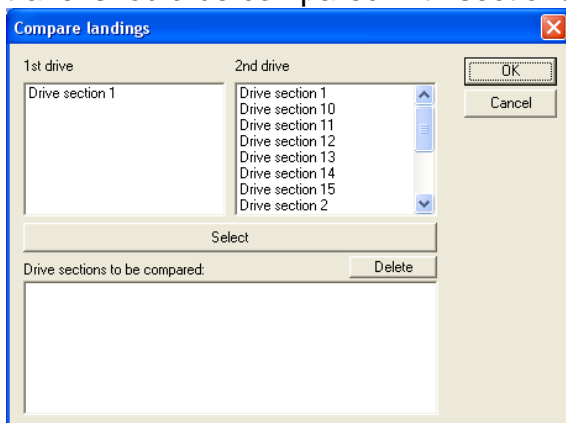 Compare landings
1st drive
2nd drive
OK
Cancel
Drive section 1
Drive section 1
Drive section 10
Drive section 11
Drive section 12
Drive section 13
Drive section 14
Drive section 15
Drive section 2
Select
Drive sections to be compared:
Delete